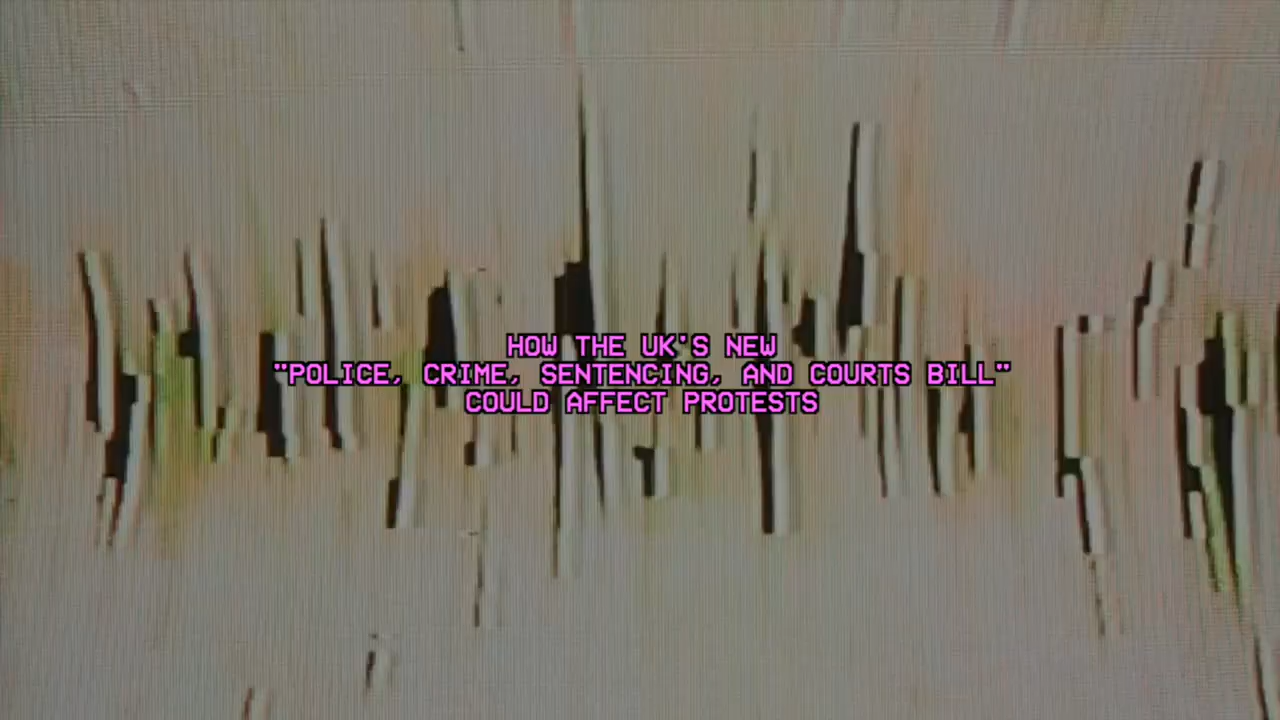 HOW THE UK'S NEW
"POLICE, CRIME, SENTENCING, AND COURTS BILL"
COULD AFFECT PROTESTS